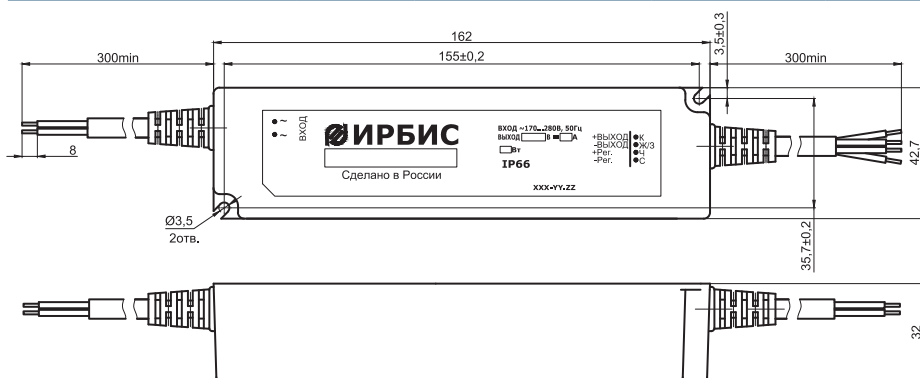 162
3,5±0,3
300min
155±0,2
300min
ВХОД
~
~
ИРБИС
Сделано в России
ВХОД ~170...280В, 50Гц
ВЫХОД В А
Вт
IP66
+ВЫХОД К
-ВЫХОД Ж/З
+Рег. Ч
-Рег. С
XXX-YY.ZZ
8
42,7
Ø3,5
2отв.
35,7±0,2
32